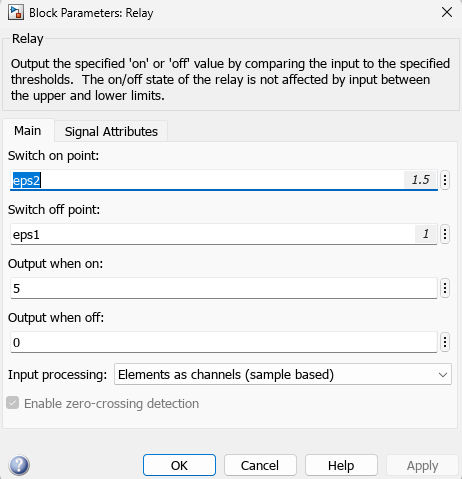 Block Parameters: Relay
Relay
Output the specified 'on' or 'off' value by comparing the input to the specified
thresholds.  The on/off state of the relay is not affected by input between
the upper and lower limits.
Main
Signal Attributes
Switch on point:
eps2
1.5
Switch off point:
eps1
1
Output when on:
5
Output when off:
0
Input processing: Elements as channels (sample based)
Enable zero-crossing detection
?
OK
Cancel
Help
Apply